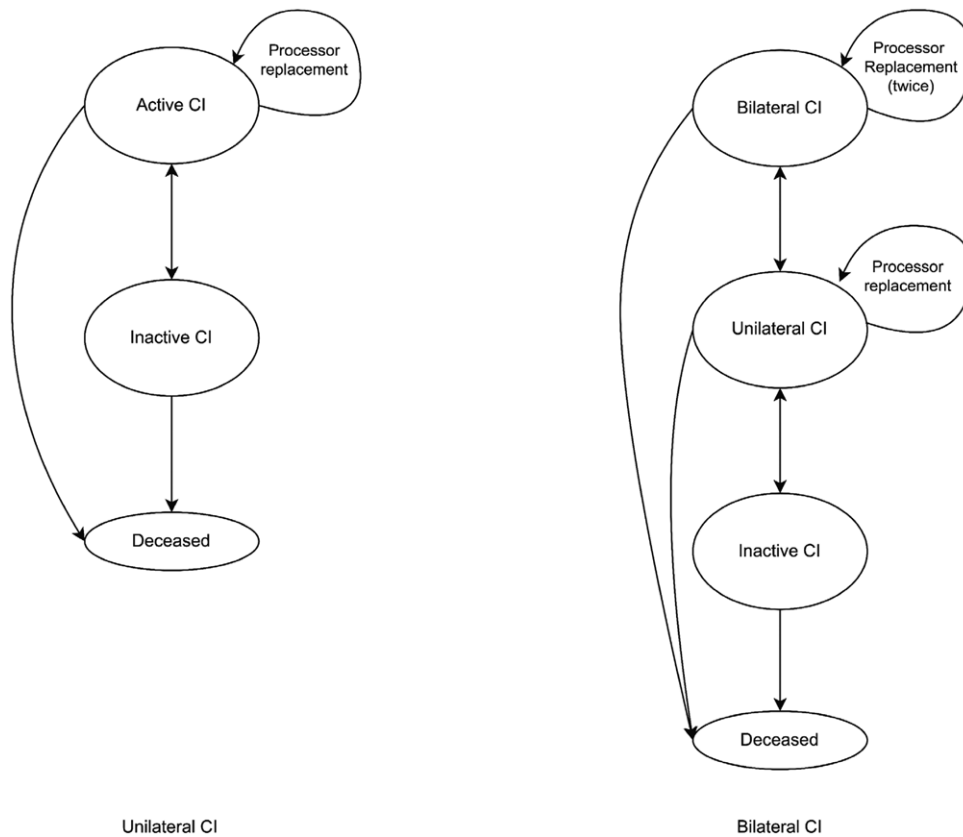 Processor
replacement
Active CI
Inactive CI
Deceased
Unilateral CI
Processor
Replacement
(twice)
Bilateral CI
Processor
replacement
Unilateral CI
Inactive CI
Deceased
Bilateral CI